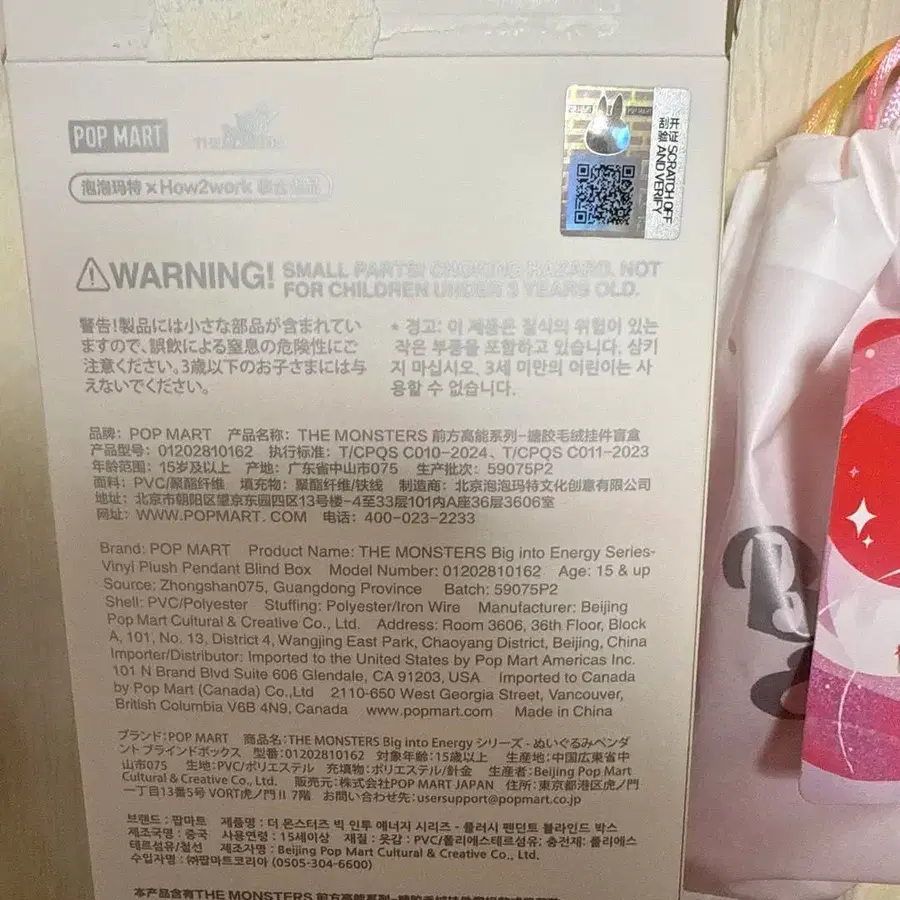 POP MART
THE
泡泡玛特 × How2work 品
开证 SCRATCH OFF
刮验 AND VERIFY
WARNING! SMALL PARTS! CHOKING HAZARD. NOT
FOR CHILDREN UNDER 3 YEARS OLD.
警告!製品には小さな部品が含まれてい
ますので、誤飲による窒息の危険性にご
注意ください。3歳以下のお子さまには与
えないでください。
* 경고: 이 제품은 질식의 위험이 있는
작은 부품을 포함하고 있습니다. 삼키
지 마십시오. 3세 미만의 어린이는 사
용할 수 없습니다.
品牌: POP MART 产品名称: THE MONSTERS 前方高能系列-搪胶毛绒挂件盲盒
产品型号: 01202810162 执行标准: T/CPQS C010-2024、T/CPQS C011-2023
年龄范围: 15岁及以上 产地: 广东省中山市075 生产批次: 59075P2
面料: PVC/聚酯纤维 填充物: 聚酯纤维/铁线 制造商: 北京泡泡玛特文化创意有限公司
地址: 北京市朝阳区望京东园四区13号楼-4至33层101内A座36层3606室
网址: WWW.POPMART.COM 电话: 400-023-2233
Brand: POP MART Product Name: THE MONSTERS Big into Energy Series-
Vinyl Plush Pendant Blind Box Model Number: 01202810162 Age: 15 & up
Source: Zhongshan075, Guangdong Province Batch: 59075P2
Shell: PVC/Polyester Stuffing: Polyester/Iron Wire Manufacturer: Beijing
Pop Mart Cultural & Creative Co., Ltd. Address: Room 3606, 36th Floor, Block
A, 101, No. 13, District 4, Wangjing East Park, Chaoyang District, Beijing, China
Importer/Distributor: Imported to the United States by Pop Mart Americas Inc.
101 N Brand Blvd Suite 606 Glendale, CA 91203, USA Imported to Canada
by Pop Mart (Canada) Co.,Ltd 2110-650 West Georgia Street, Vancouver,
British Columbia V6B 4N9, Canada www.popmart.com Made in China
ブランド: POP MART 商品名: THE MONSTERS Big into Energy シリーズ - ぬいぐるみペンダ
ント ブラインドボックス 型番: 01202810162 対象年齢: 15歳以上 生産地: 中国広東省中
山市075 生地: PVC/ポリエステル 充填物: ポリエステル/針金 生産者: Beijing Pop Mart
Cultural & Creative Co., Ltd. 販売元: 株式会社POP MART JAPAN 住所: 東京都港区虎ノ門
一丁目13番5号 VORT虎ノ門 II 7階 お問い合わせ先: usersupport@popmart.co.jp
브랜드 : 팝마트 제품명 : 더 몬스터즈 빅 인투 에너지 시리즈 - 플러시 펜던트 블라인드 박스
제조국명 : 중국 사용연령 : 15세이상 재질 : 옷감 : PVC/폴리에스테르섬유: 충전재: 폴리에스
테르섬유/철선 제조자명 : Beijing Pop Mart Cultural & Creative Co., Ltd.
수입자명 : ㈜팝마트코리아 (0505-304-6600)
本产品含有THE MONSTERS 前方高能系列-搪胶毛绒挂件